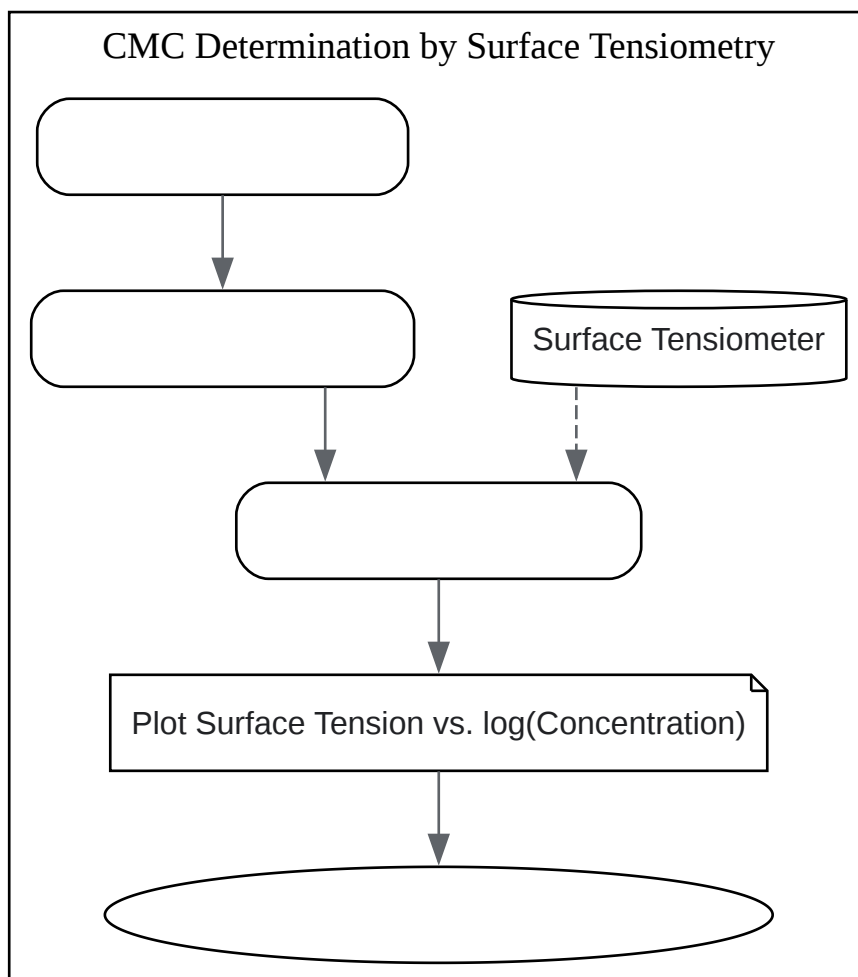 CMC Determination by Surface Tensiometry
Surface Tensiometer
Plot Surface Tension vs. log(Concentration)